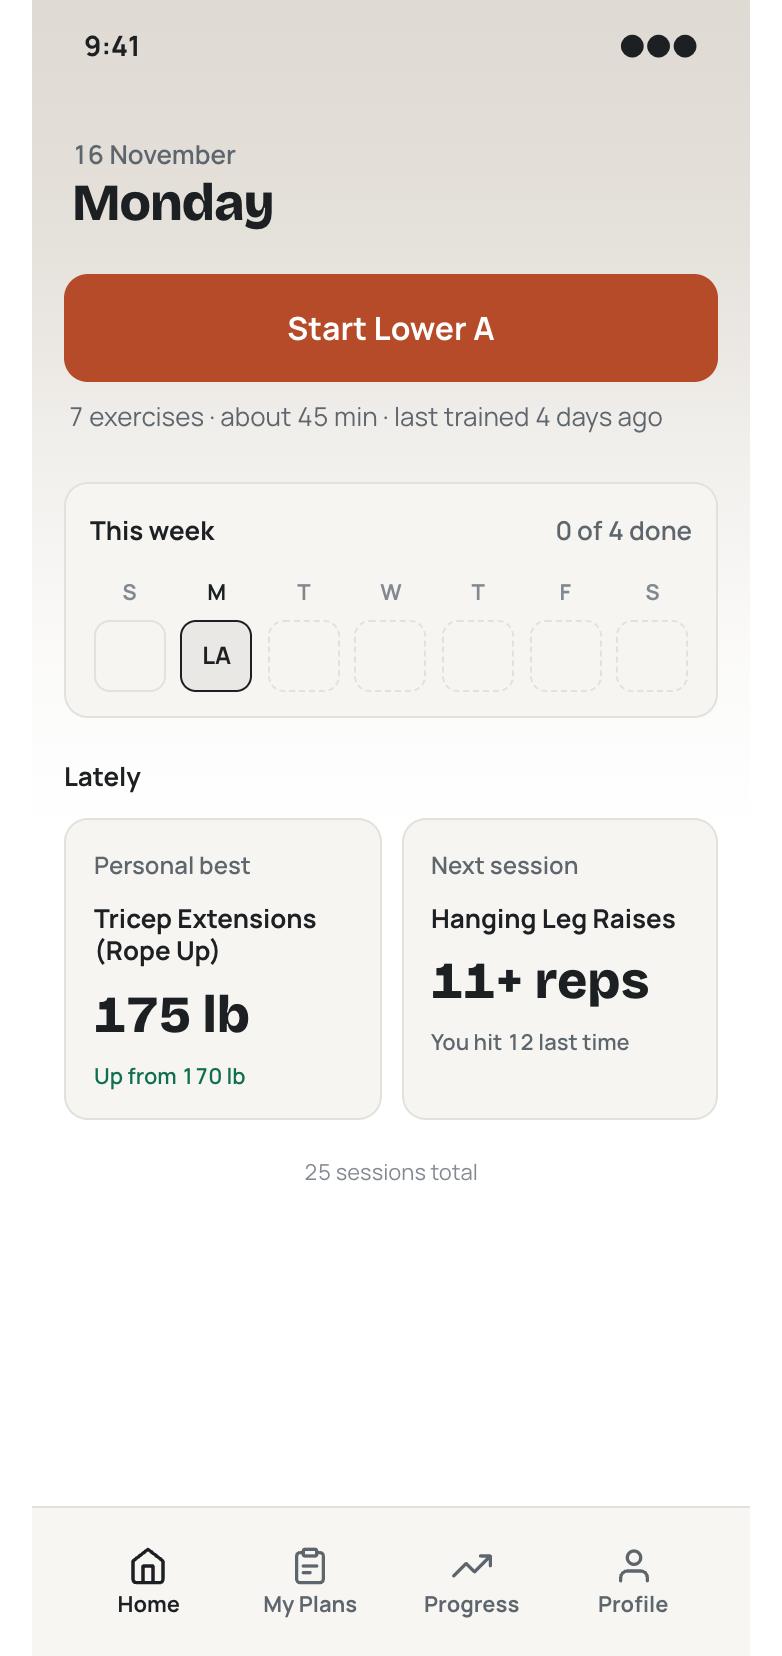 9:41
16 November
Monday
Start Lower A
7 exercises · about 45 min · last trained 4 days ago
This week
0 of 4 done
S M T W T F S
LA
Lately
Personal best
Tricep Extensions
(Rope Up)
175 lb
Up from 170 lb
Next session
Hanging Leg Raises
11+ reps
You hit 12 last time
25 sessions total
Home
My Plans
Progress
Profile